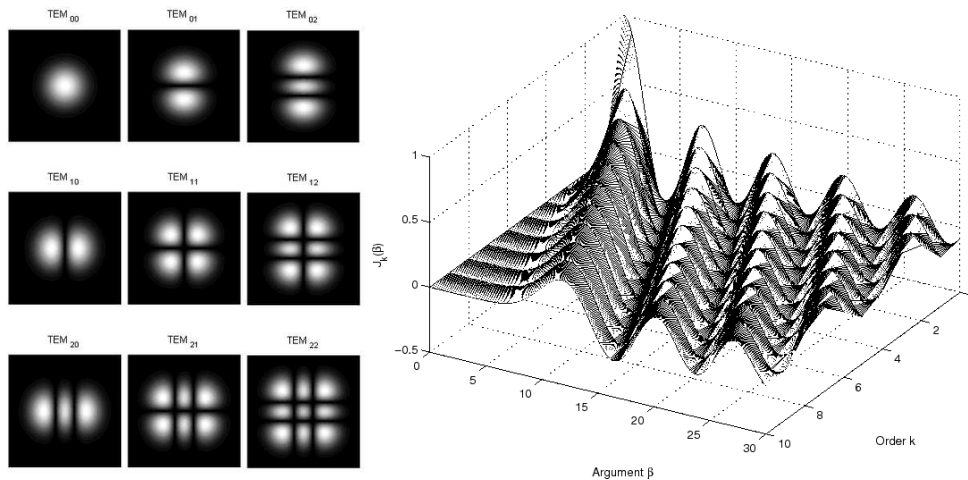 TEM 00
TEM 01
TEM 02
TEM 10
TEM 11
TEM 12
TEM 20
TEM 21
TEM 22
1
0.5
0
−0.5
J_k(β)
0
5
10
15
20
25
30
Argument β
2
4
6
8
10
Order k